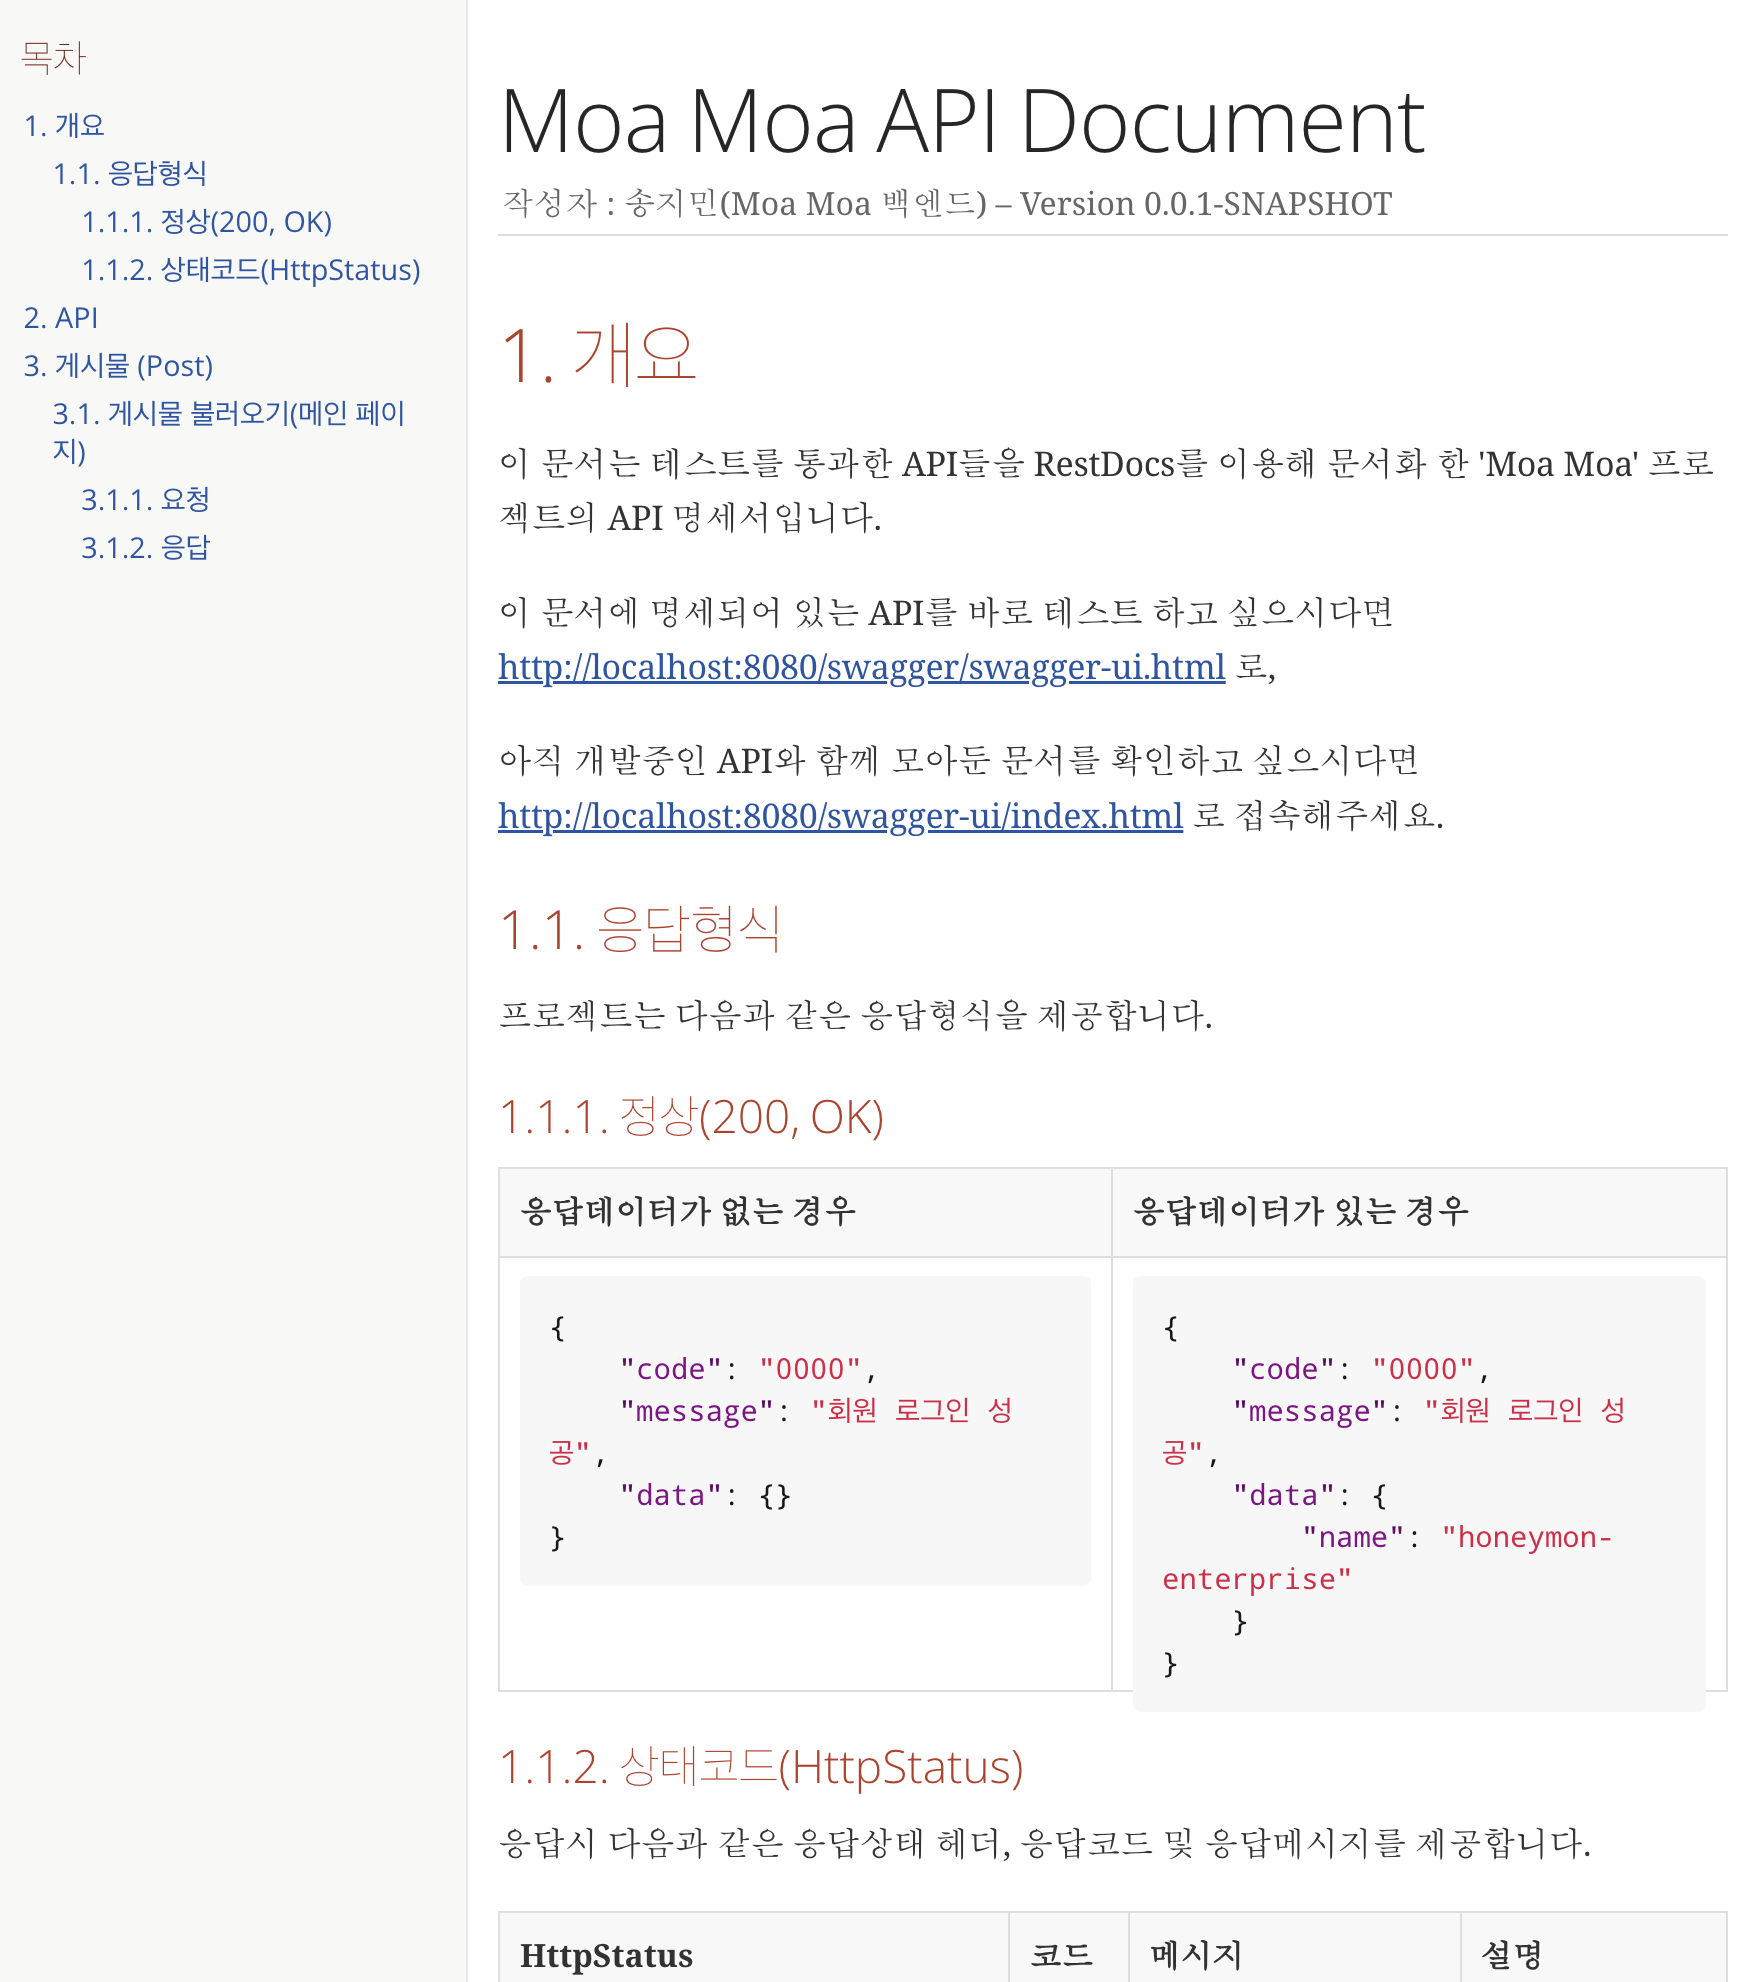 목차
1. 개요
1.1. 응답형식
1.1.1. 정상(200, OK)
1.1.2. 상태코드(HttpStatus)
2. API
3. 게시물 (Post)
3.1. 게시물 불러오기(메인 페이
지)
3.1.1. 요청
3.1.2. 응답
Moa Moa API Document
작성자 : 송지민(Moa Moa 백엔드) – Version 0.0.1-SNAPSHOT
1. 개요
이 문서는 테스트를 통과한 API들을 RestDocs를 이용해 문서화 한 'Moa Moa' 프로
젝트의 API 명세서입니다.
이 문서에 명세되어 있는 API를 바로 테스트 하고 싶으시다면
http://localhost:8080/swagger/swagger-ui.html 로,
아직 개발중인 API와 함께 모아둔 문서를 확인하고 싶으시다면
http://localhost:8080/swagger-ui/index.html 로 접속해주세요.
1.1. 응답형식
프로젝트는 다음과 같은 응답형식을 제공합니다.
1.1.1. 정상(200, OK)
응답데이터가 없는 경우
{
    "code": "0000",
    "message": "회원 로그인 성
공",
    "data": {}
}
응답데이터가 있는 경우
{
    "code": "0000",
    "message": "회원 로그인 성
공",
    "data": {
        "name": "honeymon-
enterprise"
    }
}
1.1.2. 상태코드(HttpStatus)
응답시 다음과 같은 응답상태 헤더, 응답코드 및 응답메시지를 제공합니다.
HttpStatus 코드 메시지 설명